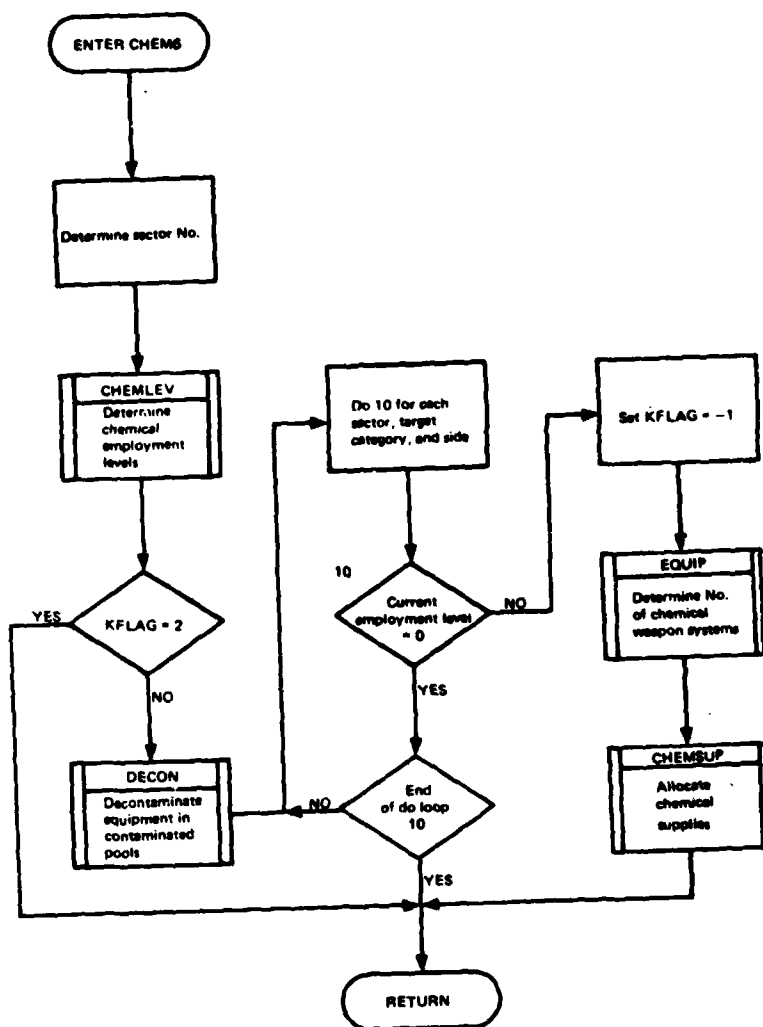 ENTER CHEM6
Determine sector No.
CHEMLEV
Determine
chemical
employment
levels
YES
KFLAG = 2
NO
DECON
Decontaminate
equipment in
contaminated
pools
Do 10 for each
sector, target
category, and side
10
Current
employment level
= 0
NO
YES
End
of do loop
10
NO
YES
Set KFLAG = -1
EQUIP
Determine No.
of chemical
weapon systems
CHEMSUP
Allocate
chemical
supplies
RETURN